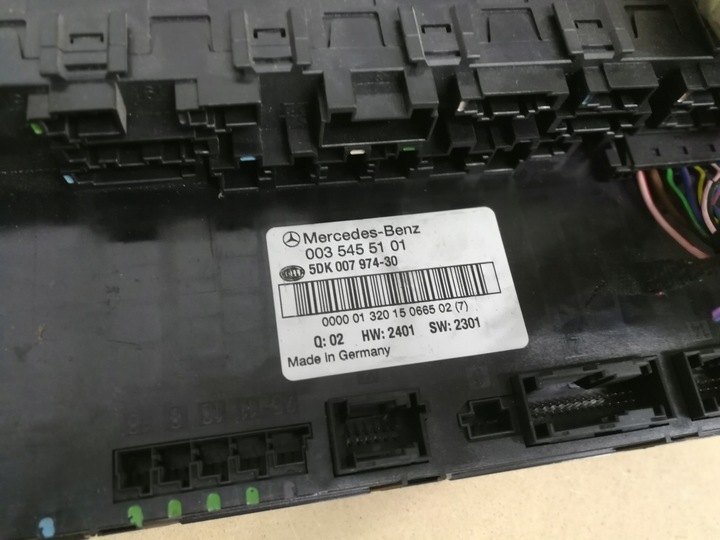 Mercedes-Benz
003 545 51 01
HELLA 5DK 007 974-30
0000 01 320 15 0665 02 (7)
Q: 02 HW: 2401 SW: 2301
Made in Germany